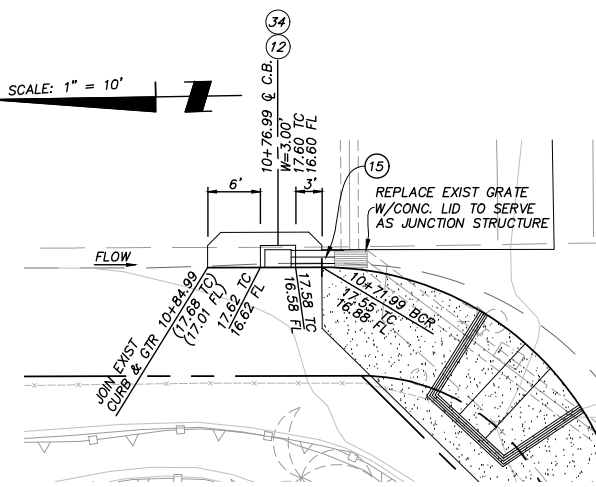 34
12
SCALE: 1" = 10'
10+76.99 ℄ C.B.
W=3.00'
17.60 TC
16.60 FL
15
6'
3'
REPLACE EXIST GRATE
W/CONC. LID TO SERVE
AS JUNCTION STRUCTURE
FLOW
JOIN EXIST
CURB & GTR
10+84.99
(17.68 TC)
(17.01 FL)
17.62 TC
16.62 FL
17.58 TC
16.58 FL
10+71.99 BCR
17.55 TC
16.86 FL